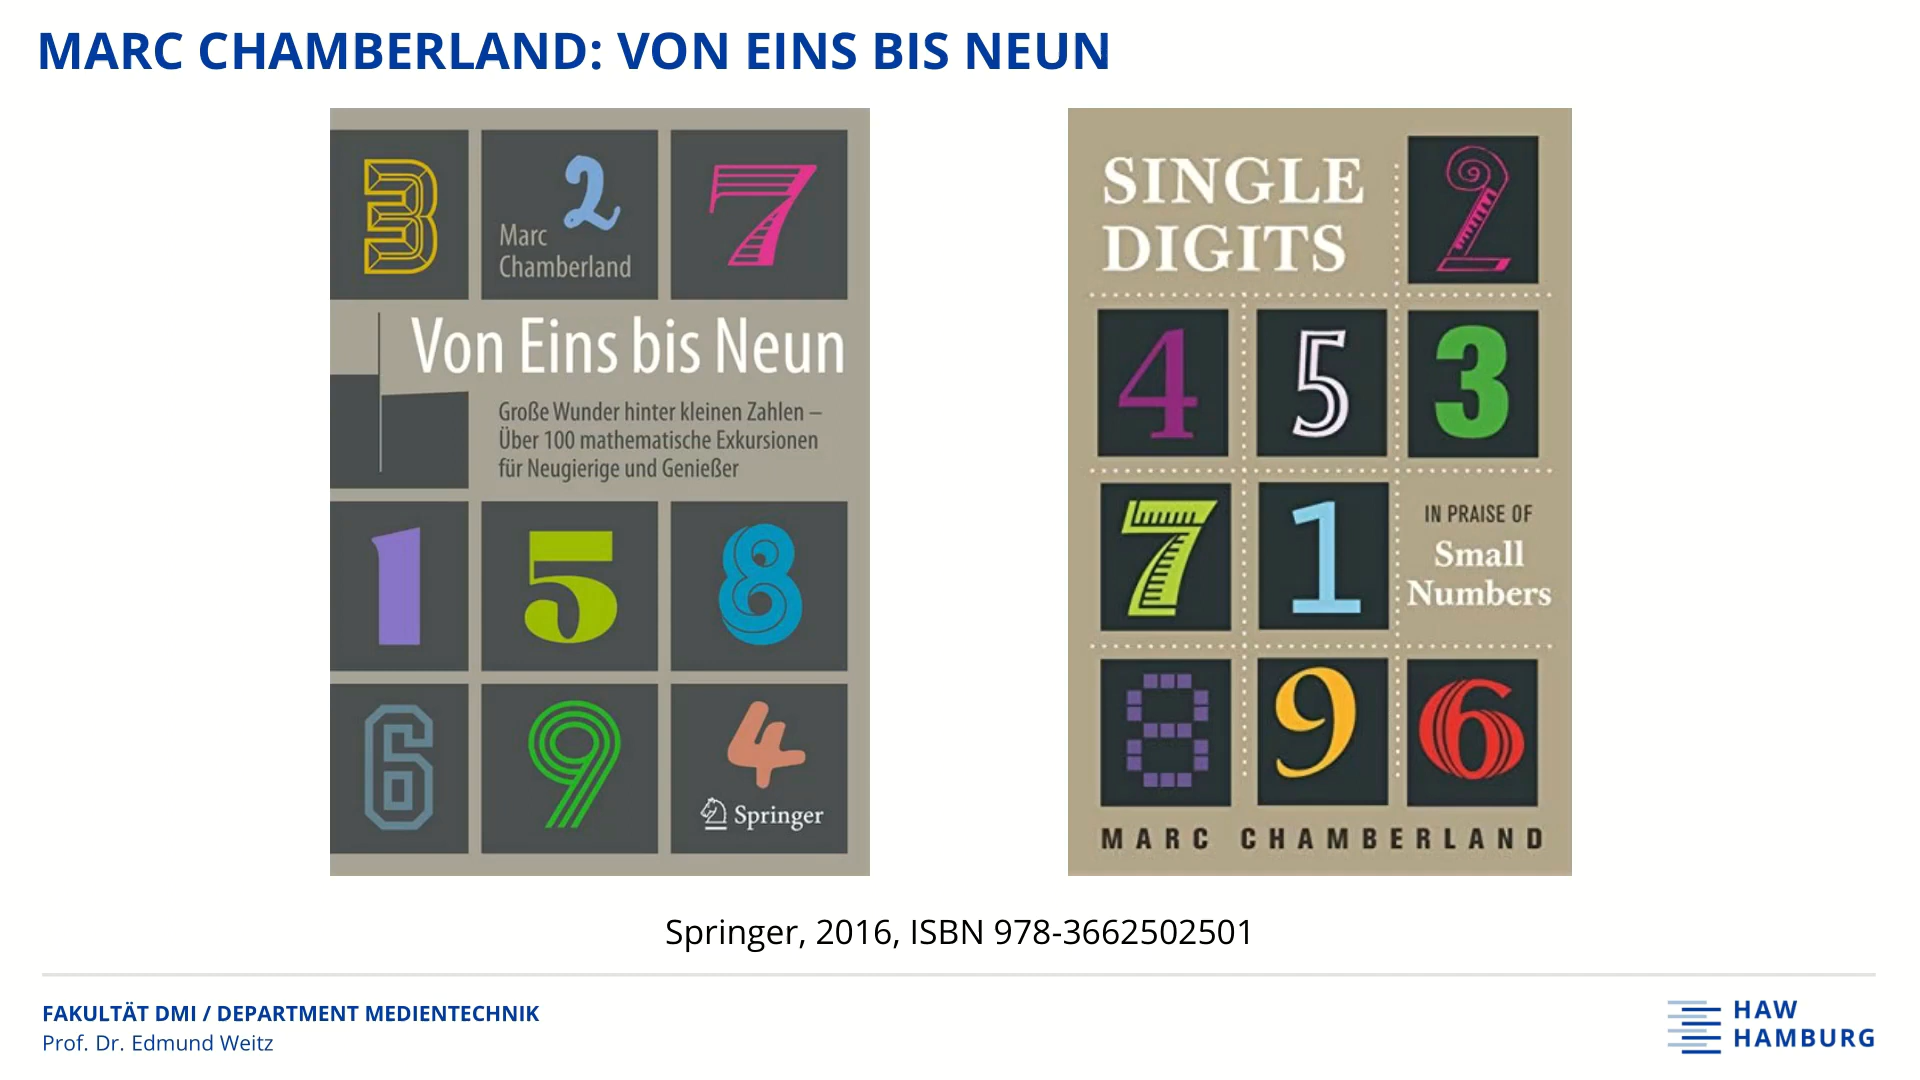 MARC CHAMBERLAND: VON EINS BIS NEUN
3 2 7
Marc
Chamberland
Von Eins bis Neun
Große Wunder hinter kleinen Zahlen –
Über 100 mathematische Exkursionen
für Neugierige und Genießer
1 5 8
6 9 4
Springer
SINGLE
DIGITS
2
4 5 3
7 1
IN PRAISE OF
Small
Numbers
8 9 6
MARC CHAMBERLAND
Springer, 2016, ISBN 978-3662502501
FAKULTÄT DMI / DEPARTMENT MEDIENTECHNIK
Prof. Dr. Edmund Weitz
HAW
HAMBURG